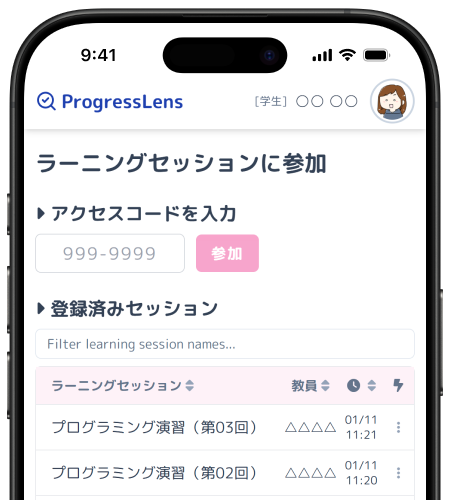 9:41
ProgressLens
[学生] 〇〇 〇〇
ラーニングセッションに参加
アクセスコードを入力
999-9999
参加
登録済みセッション
Filter learning session names...
ラーニングセッション 教員
プログラミング演習（第03回） △△△△ 01/11 11:21
プログラミング演習（第02回） △△△△ 01/11 11:20